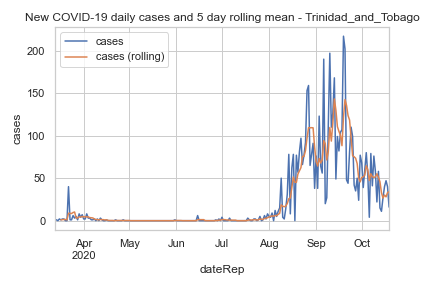 New COVID-19 daily cases and 5 day rolling mean - Trinidad_and_Tobago
cases
cases (rolling)
200
150
100
50
0
cases
Apr
2020
May
Jun
Jul
Aug
Sep
Oct
dateRep